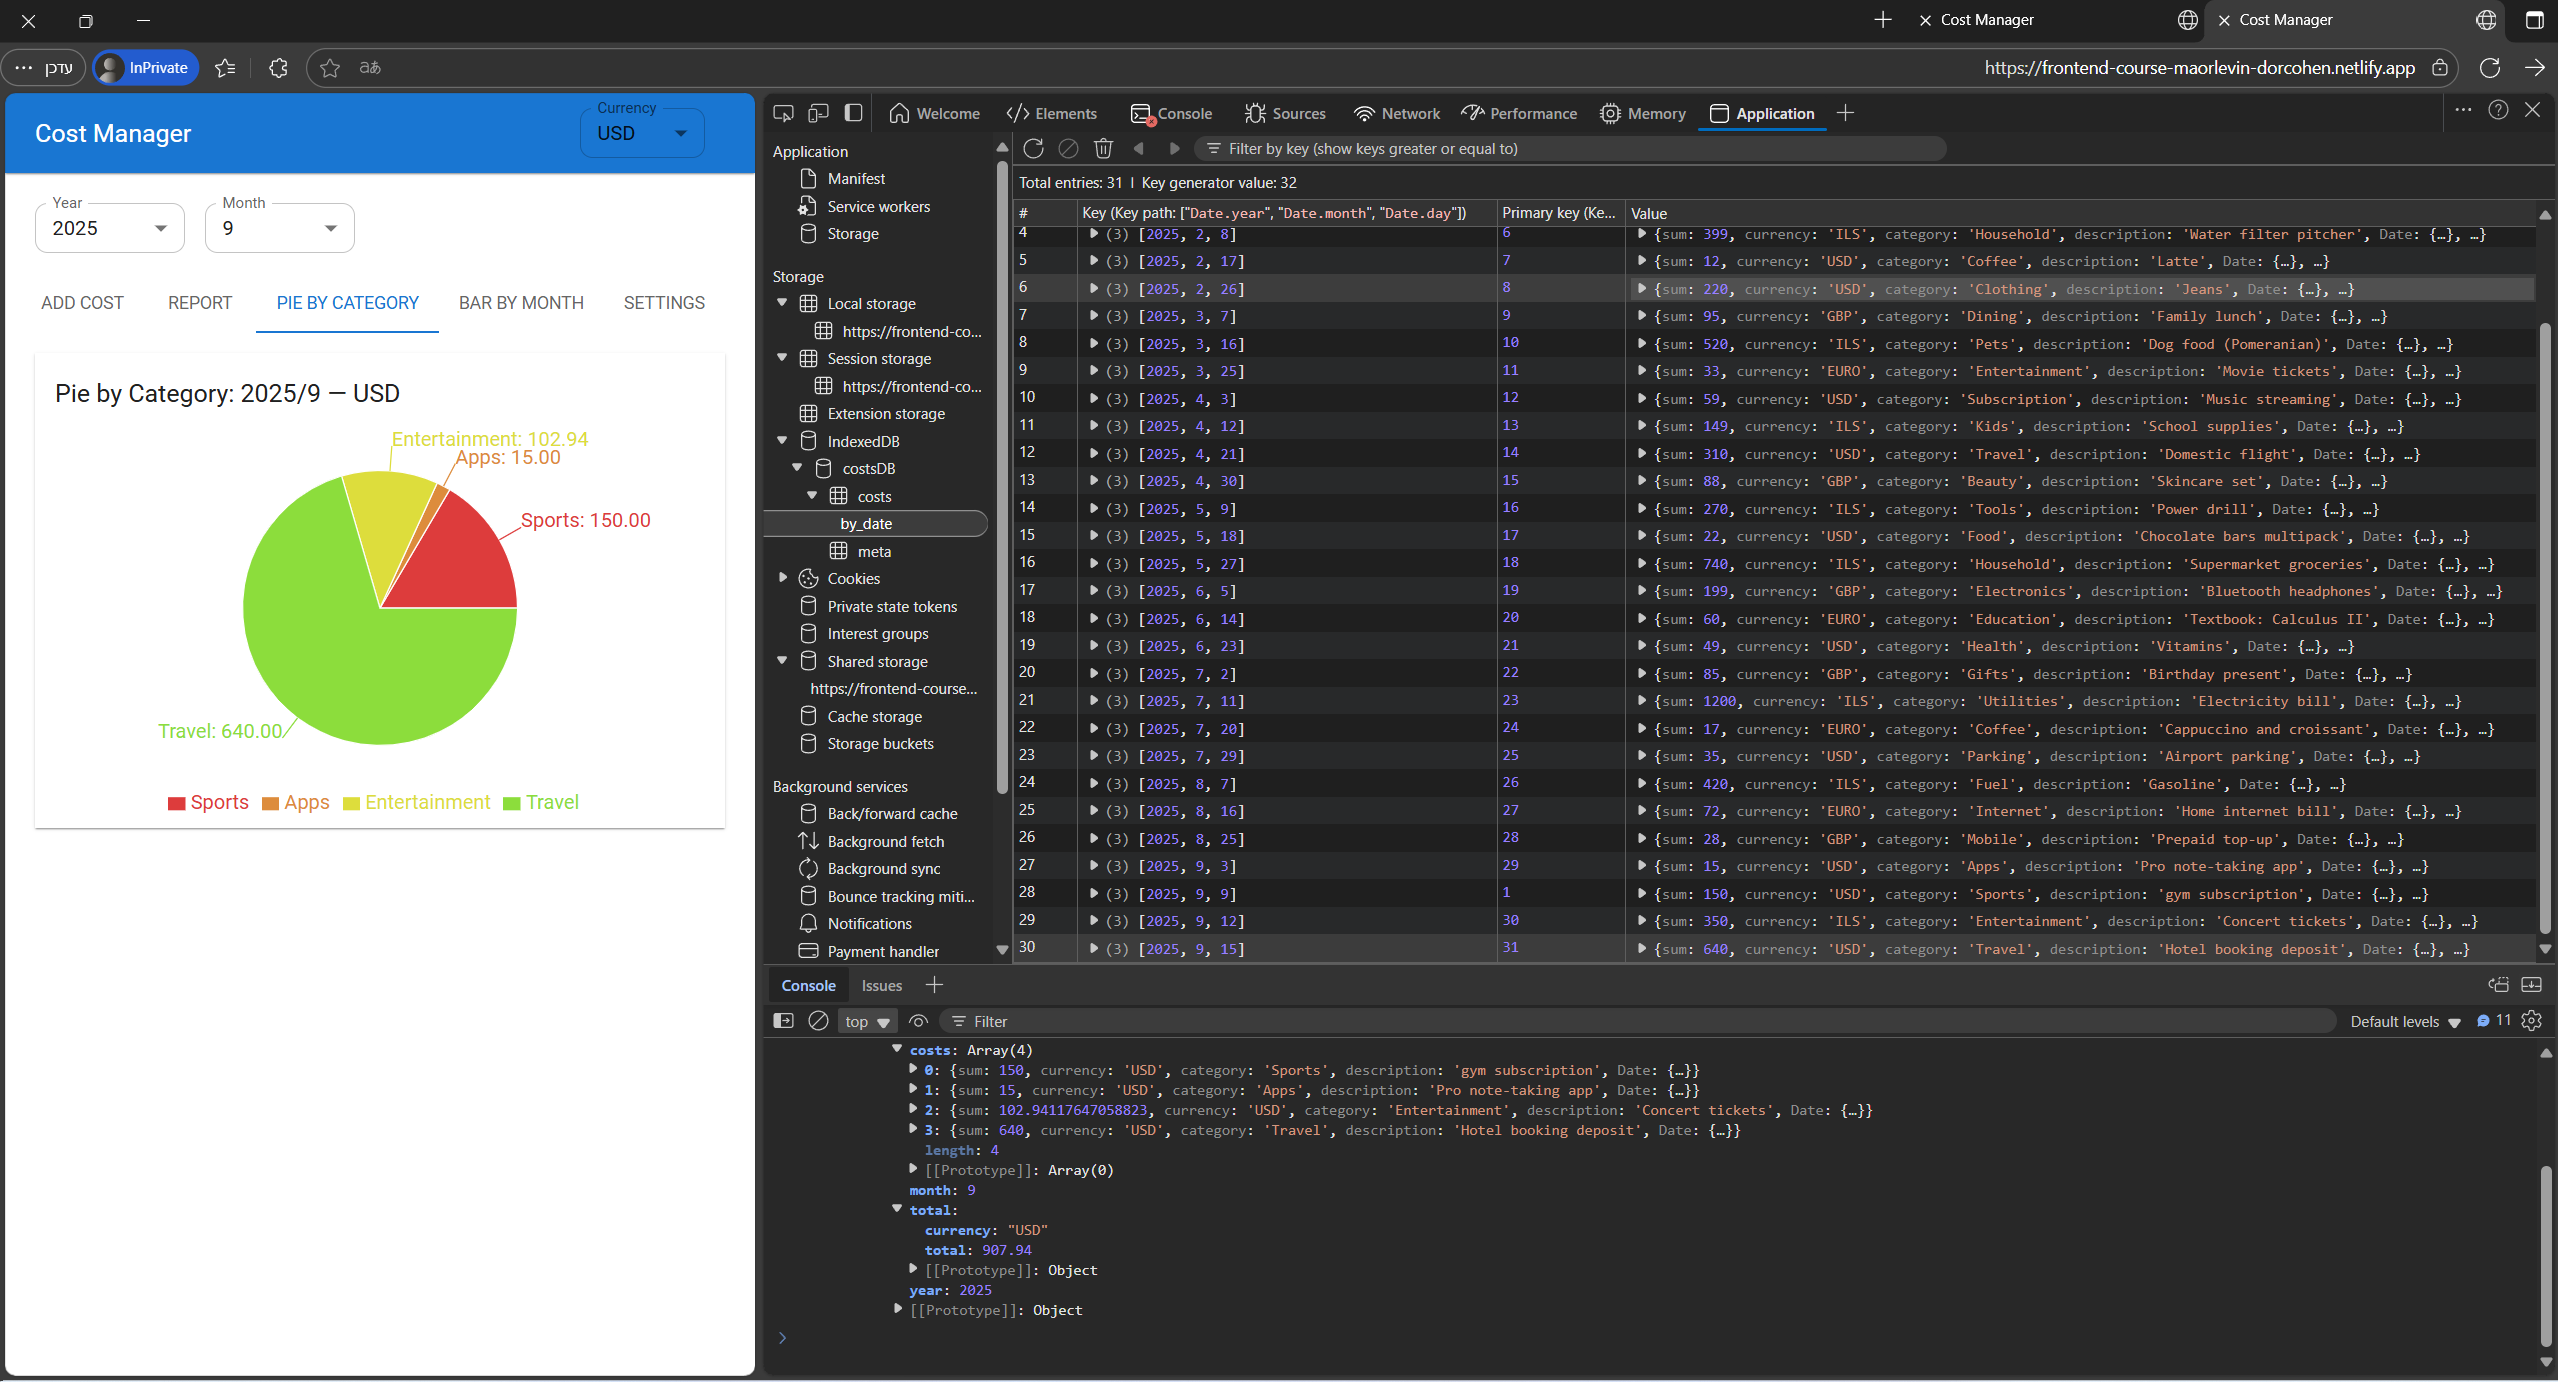 Cost Manager
Cost Manager
עדכן
InPrivate
aあ
https://frontend-course-maorlevin-dorcohen.netlify.app
Cost Manager
Currency
USD
Year
2025
Month
9
ADD COST
REPORT
PIE BY CATEGORY
BAR BY MONTH
SETTINGS
Pie by Category: 2025/9 — USD
Entertainment: 102.94
Apps: 15.00
Sports: 150.00
Travel: 640.00
Sports
Apps
Entertainment
Travel
Welcome
Elements
Console
Sources
Network
Performance
Memory
Application
Application
Manifest
Service workers
Storage
Storage
Local storage
https://frontend-co...
Session storage
https://frontend-co...
Extension storage
IndexedDB
costsDB
costs
by_date
meta
Cookies
Private state tokens
Interest groups
Shared storage
https://frontend-course...
Cache storage
Storage buckets
Background services
Back/forward cache
Background fetch
Background sync
Bounce tracking miti...
Notifications
Payment handler
Filter by key (show keys greater or equal to)
Total entries: 31 | Key generator value: 32
# Key (Key path: ["Date.year", "Date.month", "Date.day"]) Primary key (Ke... Value
4 (3) [2025, 2, 8] 6 {sum: 399, currency: 'ILS', category: 'Household', description: 'Water filter pitcher', Date: {…}, …}
5 (3) [2025, 2, 17] 7 {sum: 12, currency: 'USD', category: 'Coffee', description: 'Latte', Date: {…}, …}
6 (3) [2025, 2, 26] 8 {sum: 220, currency: 'USD', category: 'Clothing', description: 'Jeans', Date: {…}, …}
7 (3) [2025, 3, 7] 9 {sum: 95, currency: 'GBP', category: 'Dining', description: 'Family lunch', Date: {…}, …}
8 (3) [2025, 3, 16] 10 {sum: 520, currency: 'ILS', category: 'Pets', description: 'Dog food (Pomeranian)', Date: {…}, …}
9 (3) [2025, 3, 25] 11 {sum: 33, currency: 'EURO', category: 'Entertainment', description: 'Movie tickets', Date: {…}, …}
10 (3) [2025, 4, 3] 12 {sum: 59, currency: 'USD', category: 'Subscription', description: 'Music streaming', Date: {…}, …}
11 (3) [2025, 4, 12] 13 {sum: 149, currency: 'ILS', category: 'Kids', description: 'School supplies', Date: {…}, …}
12 (3) [2025, 4, 21] 14 {sum: 310, currency: 'USD', category: 'Travel', description: 'Domestic flight', Date: {…}, …}
13 (3) [2025, 4, 30] 15 {sum: 88, currency: 'GBP', category: 'Beauty', description: 'Skincare set', Date: {…}, …}
14 (3) [2025, 5, 9] 16 {sum: 270, currency: 'ILS', category: 'Tools', description: 'Power drill', Date: {…}, …}
15 (3) [2025, 5, 18] 17 {sum: 22, currency: 'USD', category: 'Food', description: 'Chocolate bars multipack', Date: {…}, …}
16 (3) [2025, 5, 27] 18 {sum: 740, currency: 'ILS', category: 'Household', description: 'Supermarket groceries', Date: {…}, …}
17 (3) [2025, 6, 5] 19 {sum: 199, currency: 'GBP', category: 'Electronics', description: 'Bluetooth headphones', Date: {…}, …}
18 (3) [2025, 6, 14] 20 {sum: 60, currency: 'EURO', category: 'Education', description: 'Textbook: Calculus II', Date: {…}, …}
19 (3) [2025, 6, 23] 21 {sum: 49, currency: 'USD', category: 'Health', description: 'Vitamins', Date: {…}, …}
20 (3) [2025, 7, 2] 22 {sum: 85, currency: 'GBP', category: 'Gifts', description: 'Birthday present', Date: {…}, …}
21 (3) [2025, 7, 11] 23 {sum: 1200, currency: 'ILS', category: 'Utilities', description: 'Electricity bill', Date: {…}, …}
22 (3) [2025, 7, 20] 24 {sum: 17, currency: 'EURO', category: 'Coffee', description: 'Cappuccino and croissant', Date: {…}, …}
23 (3) [2025, 7, 29] 25 {sum: 35, currency: 'USD', category: 'Parking', description: 'Airport parking', Date: {…}, …}
24 (3) [2025, 8, 7] 26 {sum: 420, currency: 'ILS', category: 'Fuel', description: 'Gasoline', Date: {…}, …}
25 (3) [2025, 8, 16] 27 {sum: 72, currency: 'EURO', category: 'Internet', description: 'Home internet bill', Date: {…}, …}
26 (3) [2025, 8, 25] 28 {sum: 28, currency: 'GBP', category: 'Mobile', description: 'Prepaid top-up', Date: {…}, …}
27 (3) [2025, 9, 3] 29 {sum: 15, currency: 'USD', category: 'Apps', description: 'Pro note-taking app', Date: {…}, …}
28 (3) [2025, 9, 9] 1 {sum: 150, currency: 'USD', category: 'Sports', description: 'gym subscription', Date: {…}, …}
29 (3) [2025, 9, 12] 30 {sum: 350, currency: 'ILS', category: 'Entertainment', description: 'Concert tickets', Date: {…}, …}
30 (3) [2025, 9, 15] 31 {sum: 640, currency: 'USD', category: 'Travel', description: 'Hotel booking deposit', Date: {…}, …}
Console
Issues
top
Filter
Default levels
11
costs: Array(4)
0: {sum: 150, currency: 'USD', category: 'Sports', description: 'gym subscription', Date: {…}}
1: {sum: 15, currency: 'USD', category: 'Apps', description: 'Pro note-taking app', Date: {…}}
2: {sum: 102.94117647058823, currency: 'USD', category: 'Entertainment', description: 'Concert tickets', Date: {…}}
3: {sum: 640, currency: 'USD', category: 'Travel', description: 'Hotel booking deposit', Date: {…}}
length: 4
[[Prototype]]: Array(0)
month: 9
total:
currency: "USD"
total: 907.94
[[Prototype]]: Object
year: 2025
[[Prototype]]: Object